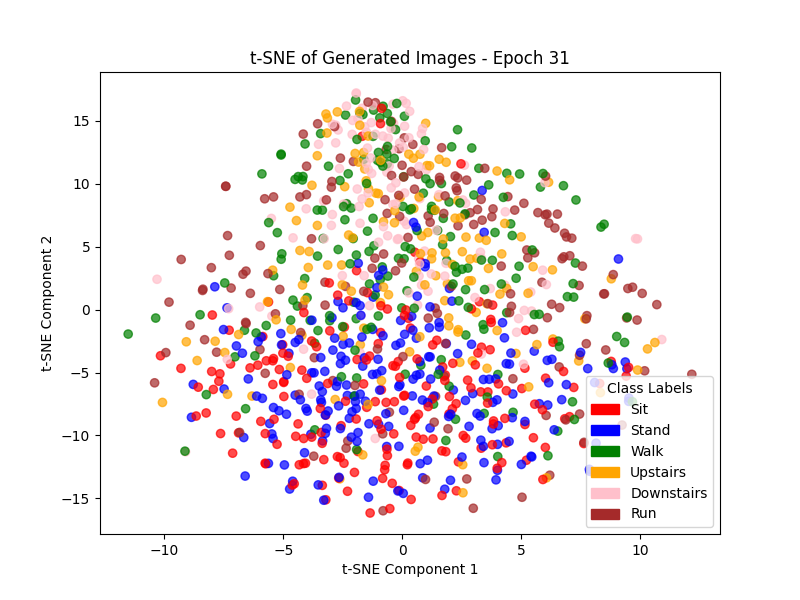 t-SNE of Generated Images - Epoch 31
t-SNE Component 2
15
10
5
0
−5
−10
−15
Class Labels
Sit
Stand
Walk
Upstairs
Downstairs
Run
−10
−5
0
5
10
t-SNE Component 1